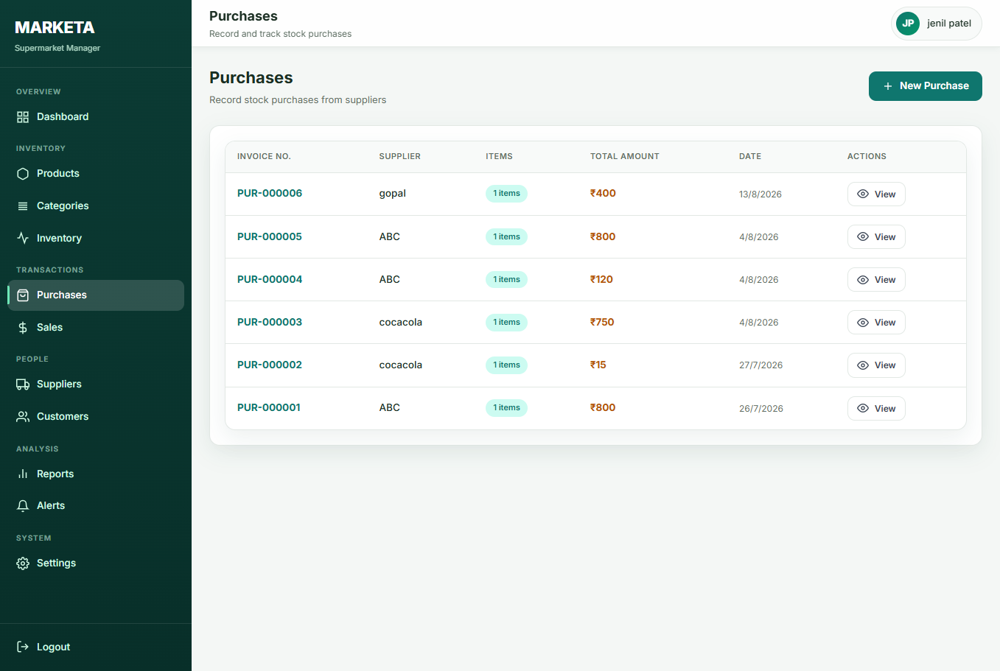 MARKETA
Supermarket Manager
OVERVIEW
Dashboard
INVENTORY
Products
Categories
Inventory
TRANSACTIONS
Purchases
Sales
PEOPLE
Suppliers
Customers
ANALYSIS
Reports
Alerts
SYSTEM
Settings
Logout
Purchases
Record and track stock purchases
JP jenil patel
Purchases
Record stock purchases from suppliers
+ New Purchase
INVOICE NO. SUPPLIER ITEMS TOTAL AMOUNT DATE ACTIONS
PUR-000006 gopal 1 items ₹400 13/8/2026 View
PUR-000005 ABC 1 items ₹800 4/8/2026 View
PUR-000004 ABC 1 items ₹120 4/8/2026 View
PUR-000003 cocacola 1 items ₹750 4/8/2026 View
PUR-000002 cocacola 1 items ₹15 27/7/2026 View
PUR-000001 ABC 1 items ₹800 26/7/2026 View